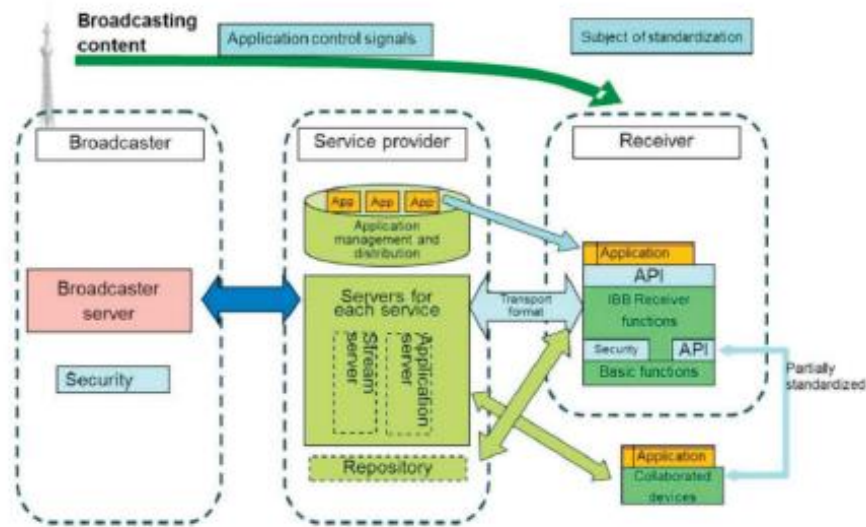 Broadcasting
content
Application control signals
Subject of standardization
Broadcaster
Service provider
Receiver
App App App
Application
management and
distribution
Application
API
Broadcaster
server
Servers for
each service
Transport
format
IBB Receiver
functions
Stream
server
Application
server
Security
API
Basic functions
Security
Partially
standardized
Repository
Application
Collaborated
devices